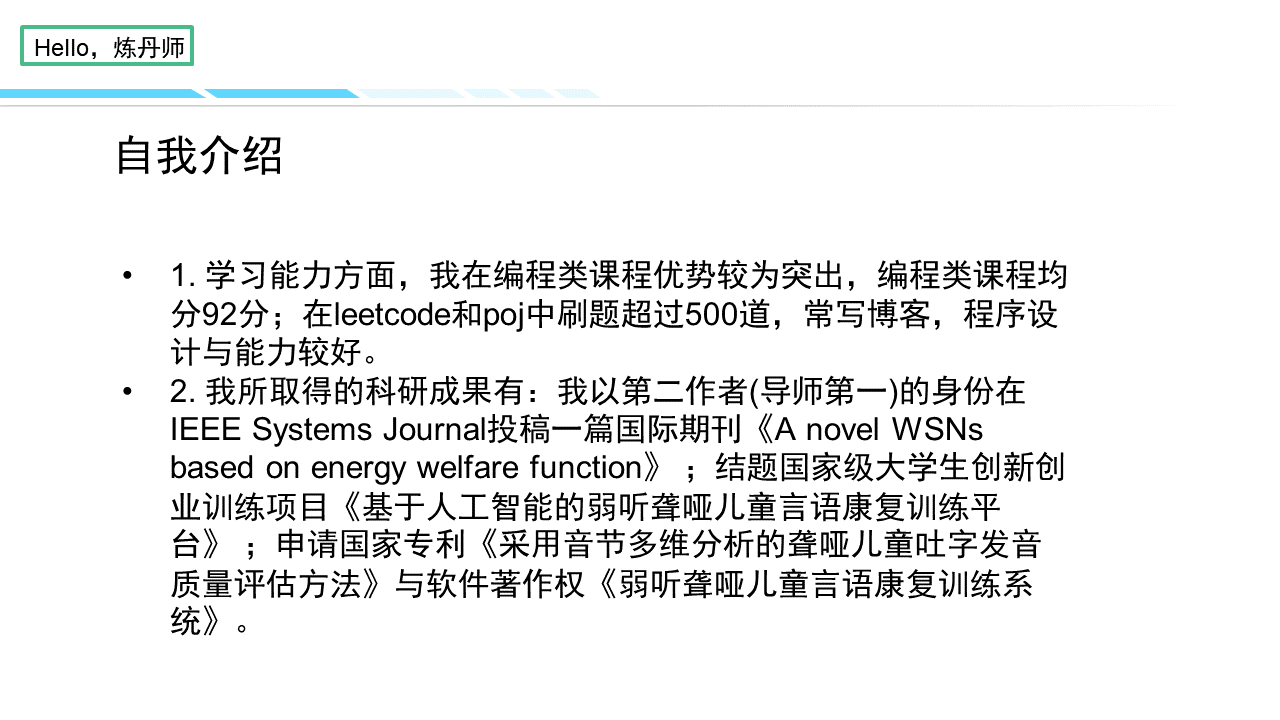 Hello，炼丹师
自我介绍
• 1. 学习能力方面，我在编程类课程优势较为突出，编程类课程均
分92分；在leetcode和poj中刷题超过500道，常写博客，程序设
计与能力较好。
• 2. 我所取得的科研成果有：我以第二作者(导师第一)的身份在
IEEE Systems Journal投稿一篇国际期刊《A novel WSNs
based on energy welfare function》 ；结题国家级大学生创新创
业训练项目《基于人工智能的弱听聋哑儿童言语康复训练平
台》 ；申请国家专利《采用音节多维分析的聋哑儿童吐字发音
质量评估方法》与软件著作权《弱听聋哑儿童言语康复训练系
统》。